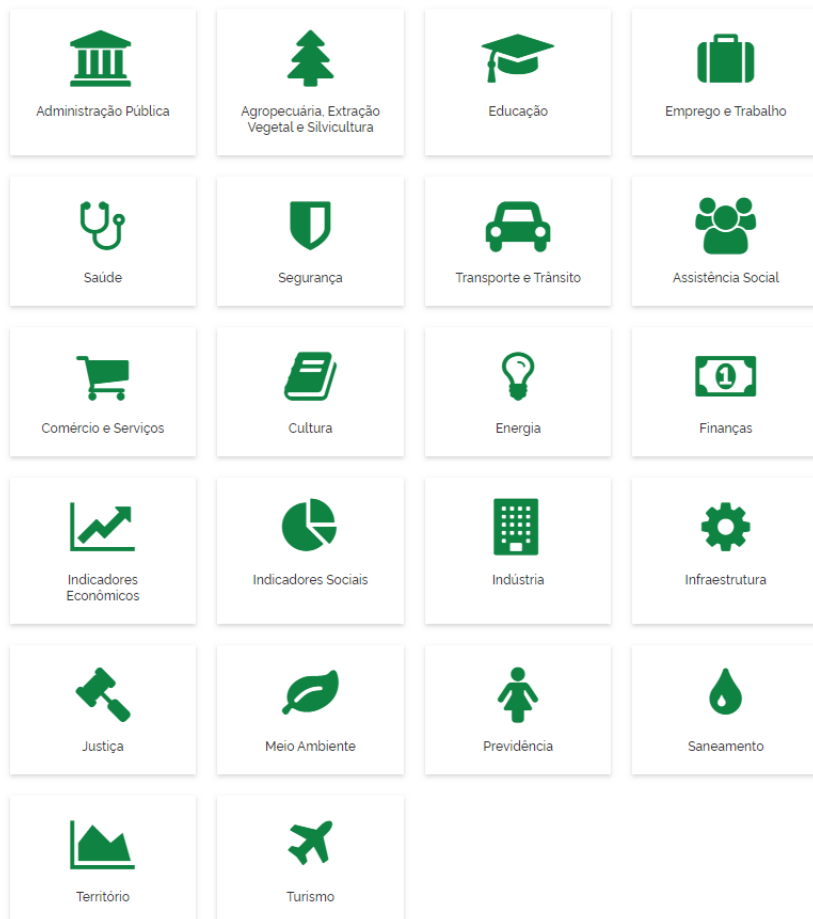 Administração Pública
Agropecuária, Extração
Vegetal e Silvicultura
Educação
Emprego e Trabalho
Saúde
Segurança
Transporte e Trânsito
Assistência Social
Comércio e Serviços
Cultura
Energia
1
Finanças
Indicadores
Econômicos
Indicadores Sociais
Indústria
Infraestrutura
Justiça
Meio Ambiente
Previdência
Saneamento
Território
Turismo